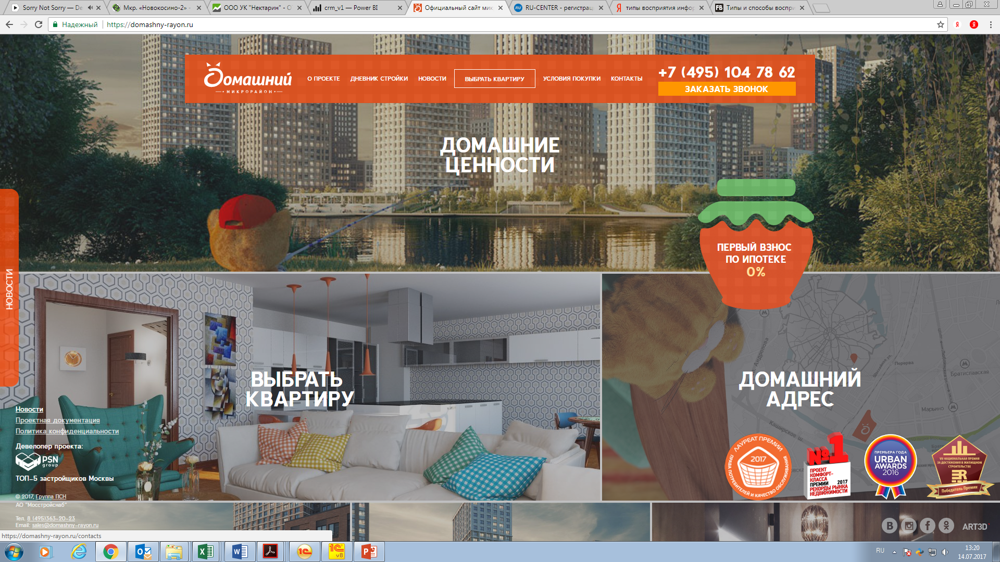 Sorry Not Sorry — De
Мкр. «Новокосино-2» -
ООО УК "Нектарин" - О
crm_v1 — Power BI
Официальный сайт мик
RU-CENTER - регистрац
типы восприятия инфор
Типы и способы воспри
Надежный
https://domashny-rayon.ru
Домашний
МИКРОРАЙОН
О ПРОЕКТЕ
ДНЕВНИК СТРОЙКИ
НОВОСТИ
ВЫБРАТЬ КВАРТИРУ
УСЛОВИЯ ПОКУПКИ
КОНТАКТЫ
+7 (495) 104 78 62
ЗАКАЗАТЬ ЗВОНОК
ДОМАШНИЕ
ЦЕННОСТИ
ПЕРВЫЙ ВЗНОС
ПО ИПОТЕКЕ
0%
НОВОСТИ
ВЫБРАТЬ
КВАРТИРУ
ДОМАШНИЙ
АДРЕС
Перерва
Братиславская
Марьино
Каширское ш.
Новости
Проектная документация
Политика конфиденциальности
Девелопер проекта:
PSN
group
ТОП-5 застройщиков Москвы
© 2017, Группа ПСН
АО "Мосстройснаб"
Тел. 8 (495)363-20-23
Email: sales@domashny-rayon.ru
ЛАУРЕАТ ПРЕМИИ
2017
ПРАВА ПОТРЕБИТЕЛЕЙ И КАЧЕСТВО ОБСЛУЖИВАНИЯ
№1
ПРОЕКТ
КОМФОРТ-
КЛАССА
ПРЕМИИ 2017
РЕКОРДЫ РЫНКА
НЕДВИЖИМОСТИ
ПРЕМЬЕРА ГОДА
URBAN
AWARDS
2016
VII НАЦИОНАЛЬНАЯ ПРЕМИЯ
ЗА ДОСТИЖЕНИЯ В ЖИЛИЩНОМ
СТРОИТЕЛЬСТВЕ
Победитель Премии
ART3D
https://domashny-rayon.ru/contacts
RU
13:20
14.07.2017